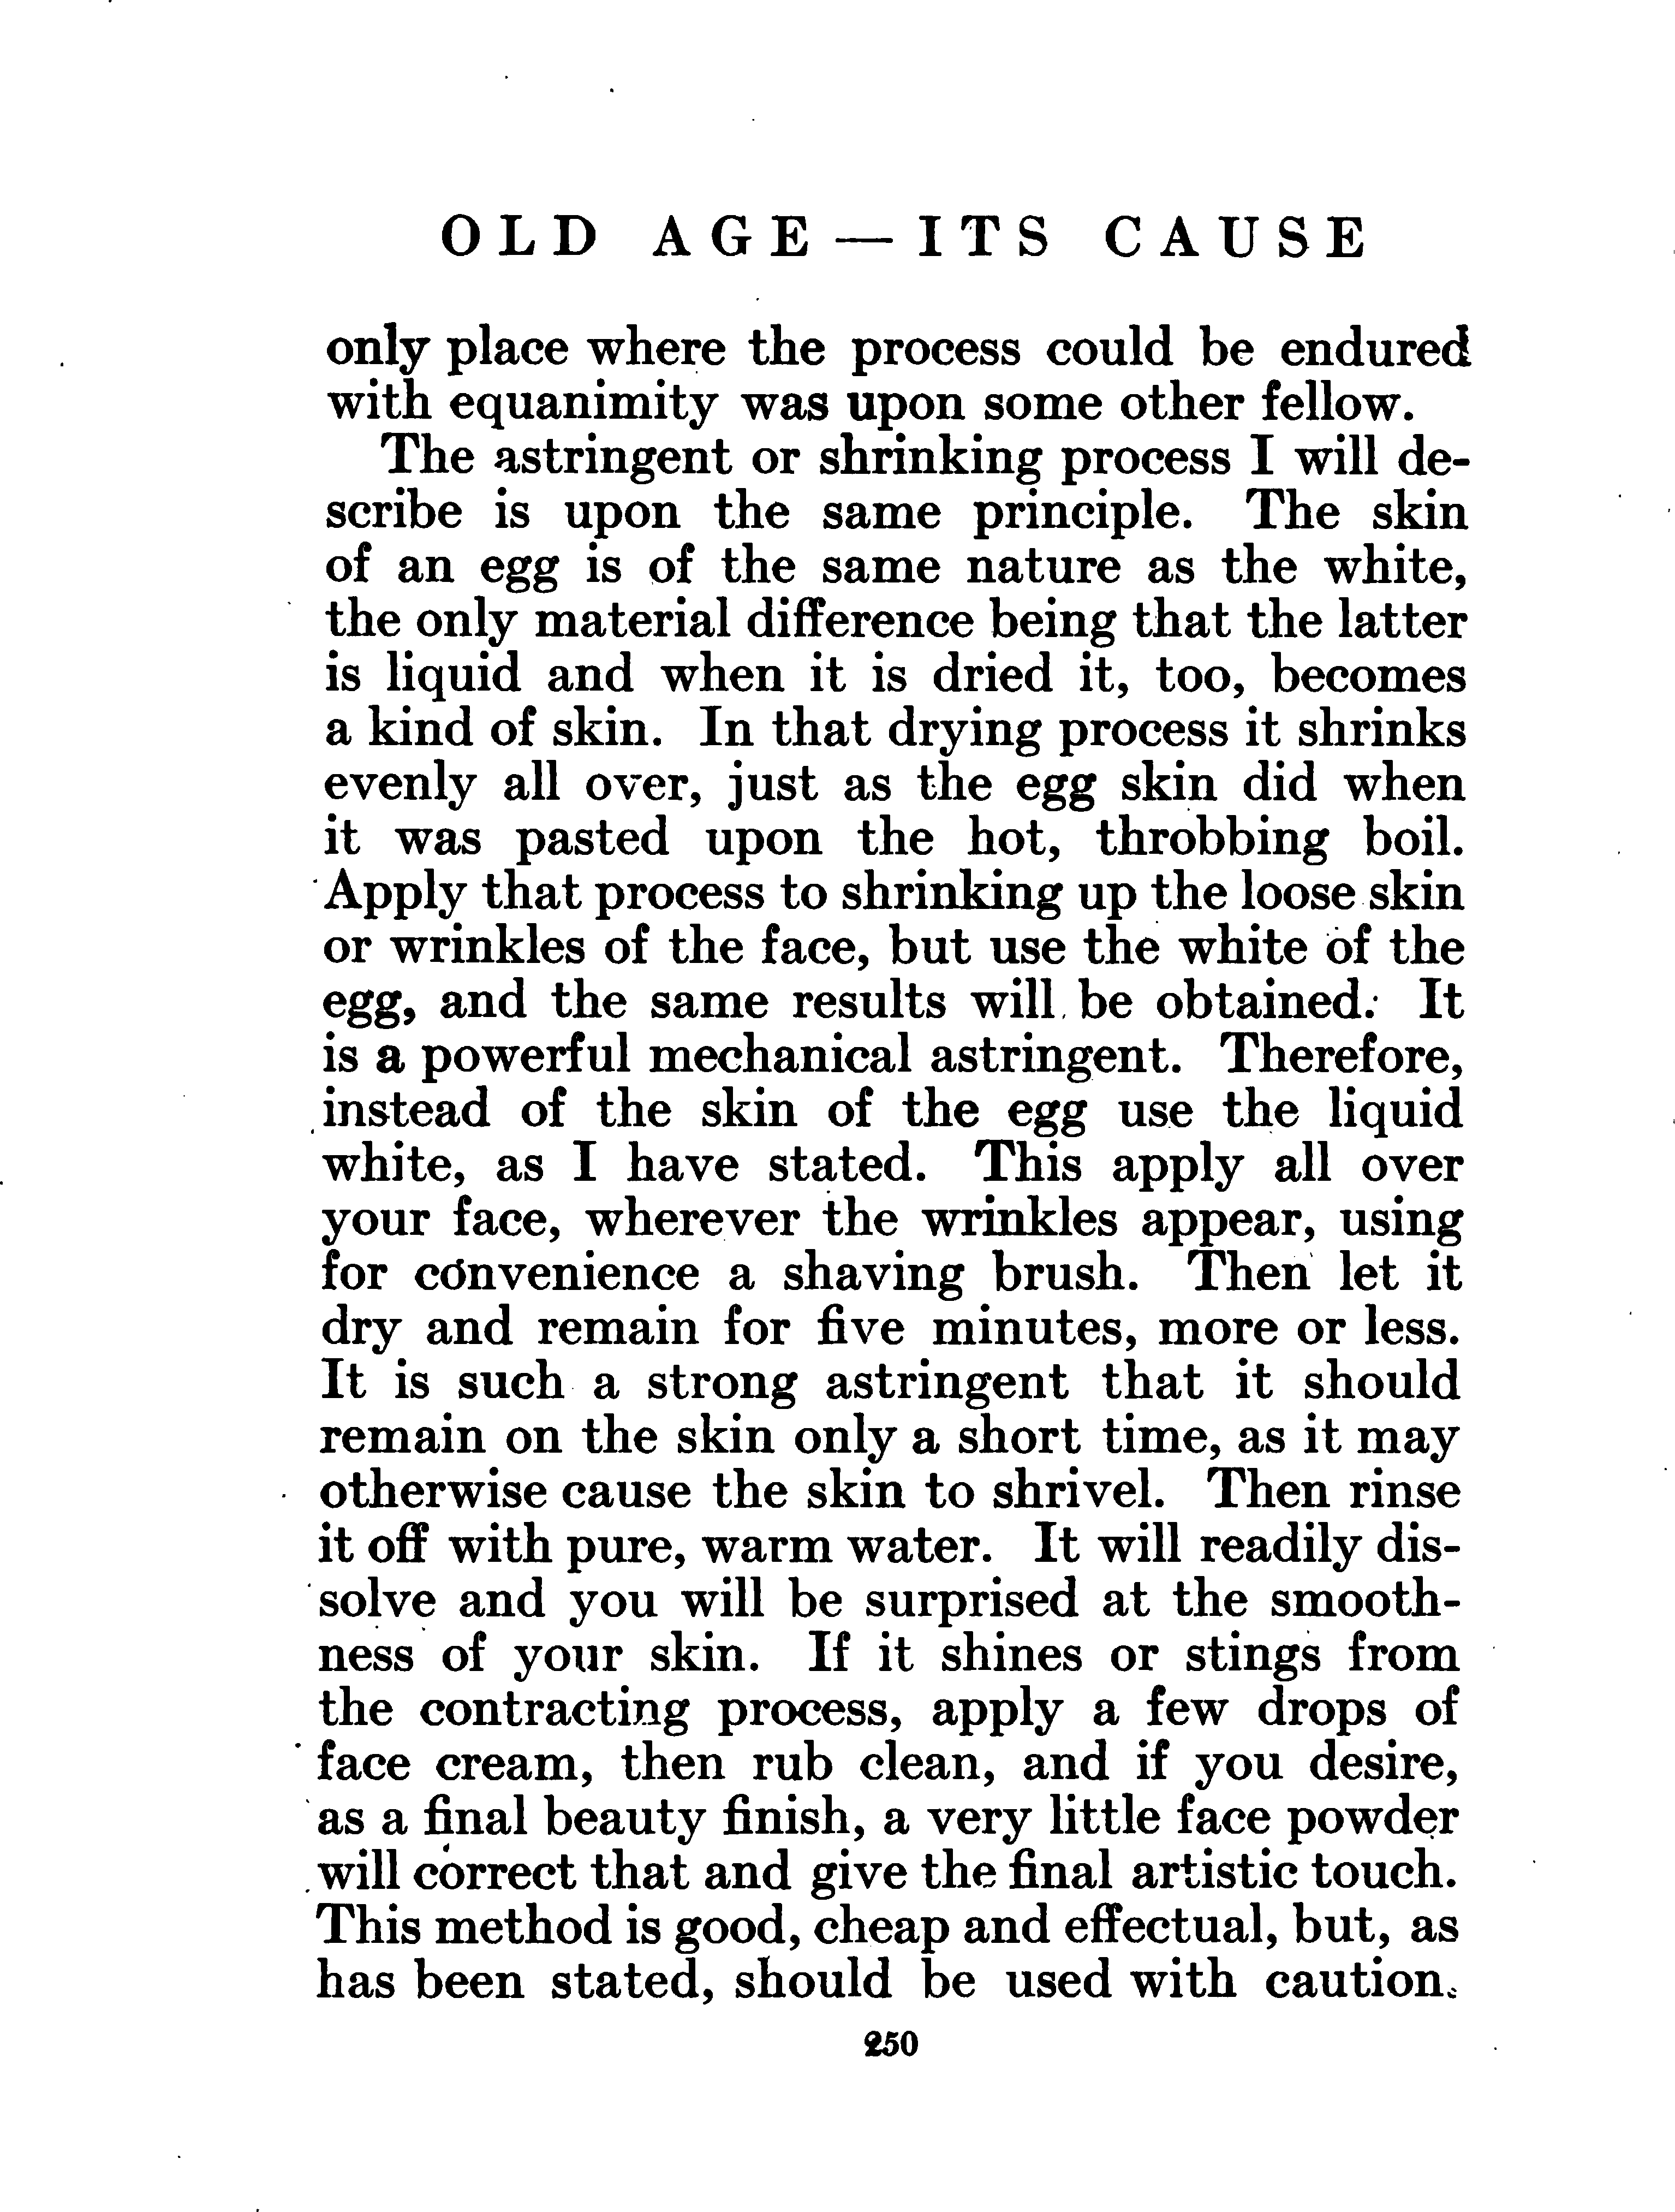 OLD AGE—ITS CAUSE
only place where the process could be endured
with equanimity was upon some other fellow.
The astringent or shrinking process I will de-
scribe is upon the same principle. The skin
of an egg is of the same nature as the white,
the only material difference being that the latter
is liquid and when it is dried it, too, becomes
a kind of skin. In that drying process it shrinks
evenly all over, just as the egg skin did when
it was pasted upon the hot, throbbing boil.
Apply that process to shrinking up the loose skin
or wrinkles of the face, but use the white of the
egg, and the same results will be obtained. It
is a powerful mechanical astringent. Therefore,
instead of the skin of the egg use the liquid
white, as I have stated. This apply all over
your face, wherever the wrinkles appear, using
for convenience a shaving brush. Then let it
dry and remain for five minutes, more or less.
It is such a strong astringent that it should
remain on the skin only a short time, as it may
otherwise cause the skin to shrivel. Then rinse
it off with pure, warm water. It will readily dis-
solve and you will be surprised at the smooth-
ness of your skin. If it shines or stings from
the contracting process, apply a few drops of
face cream, then rub clean, and if you desire,
as a final beauty finish, a very little face powder
will correct that and give the final artistic touch.
This method is good, cheap and effectual, but, as
has been stated, should be used with caution.
250